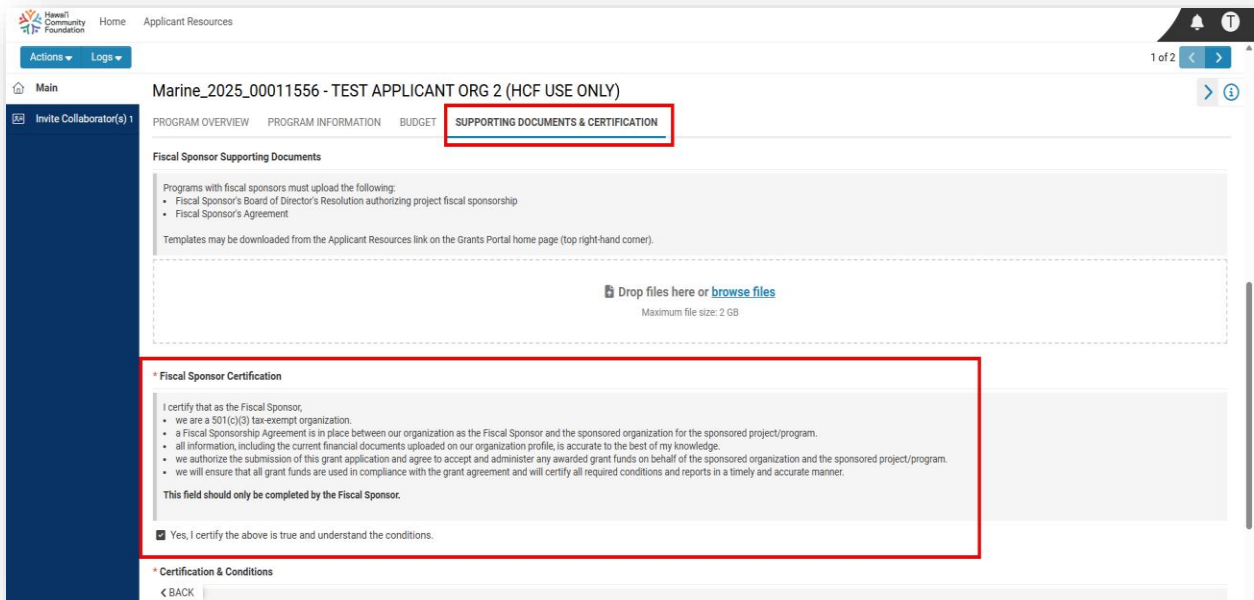 Hawai'i
Community
Foundation
Home
Applicant Resources
T
Actions
Logs
1 of 2
Main
Marine_2025_00011556 - TEST APPLICANT ORG 2 (HCF USE ONLY)
Invite Collaborator(s) 1
PROGRAM OVERVIEW
PROGRAM INFORMATION
BUDGET
SUPPORTING DOCUMENTS & CERTIFICATION
Fiscal Sponsor Supporting Documents
Programs with fiscal sponsors must upload the following:
• Fiscal Sponsor's Board of Director's Resolution authorizing project fiscal sponsorship
• Fiscal Sponsor's Agreement
Templates may be downloaded from the Applicant Resources link on the Grants Portal home page (top right-hand corner).
Drop files here or browse files
Maximum file size: 2 GB
* Fiscal Sponsor Certification
I certify that as the Fiscal Sponsor,
• we are a 501(c)(3) tax-exempt organization.
• a Fiscal Sponsorship Agreement is in place between our organization as the Fiscal Sponsor and the sponsored organization for the sponsored project/program.
• all information, including the current financial documents uploaded on our organization profile, is accurate to the best of my knowledge.
• we authorize the submission of this grant application and agree to accept and administer any awarded grant funds on behalf of the sponsored organization and the sponsored project/program.
• we will ensure that all grant funds are used in compliance with the grant agreement and will certify all required conditions and reports in a timely and accurate manner.
This field should only be completed by the Fiscal Sponsor.
Yes, I certify the above is true and understand the conditions.
* Certification & Conditions
BACK